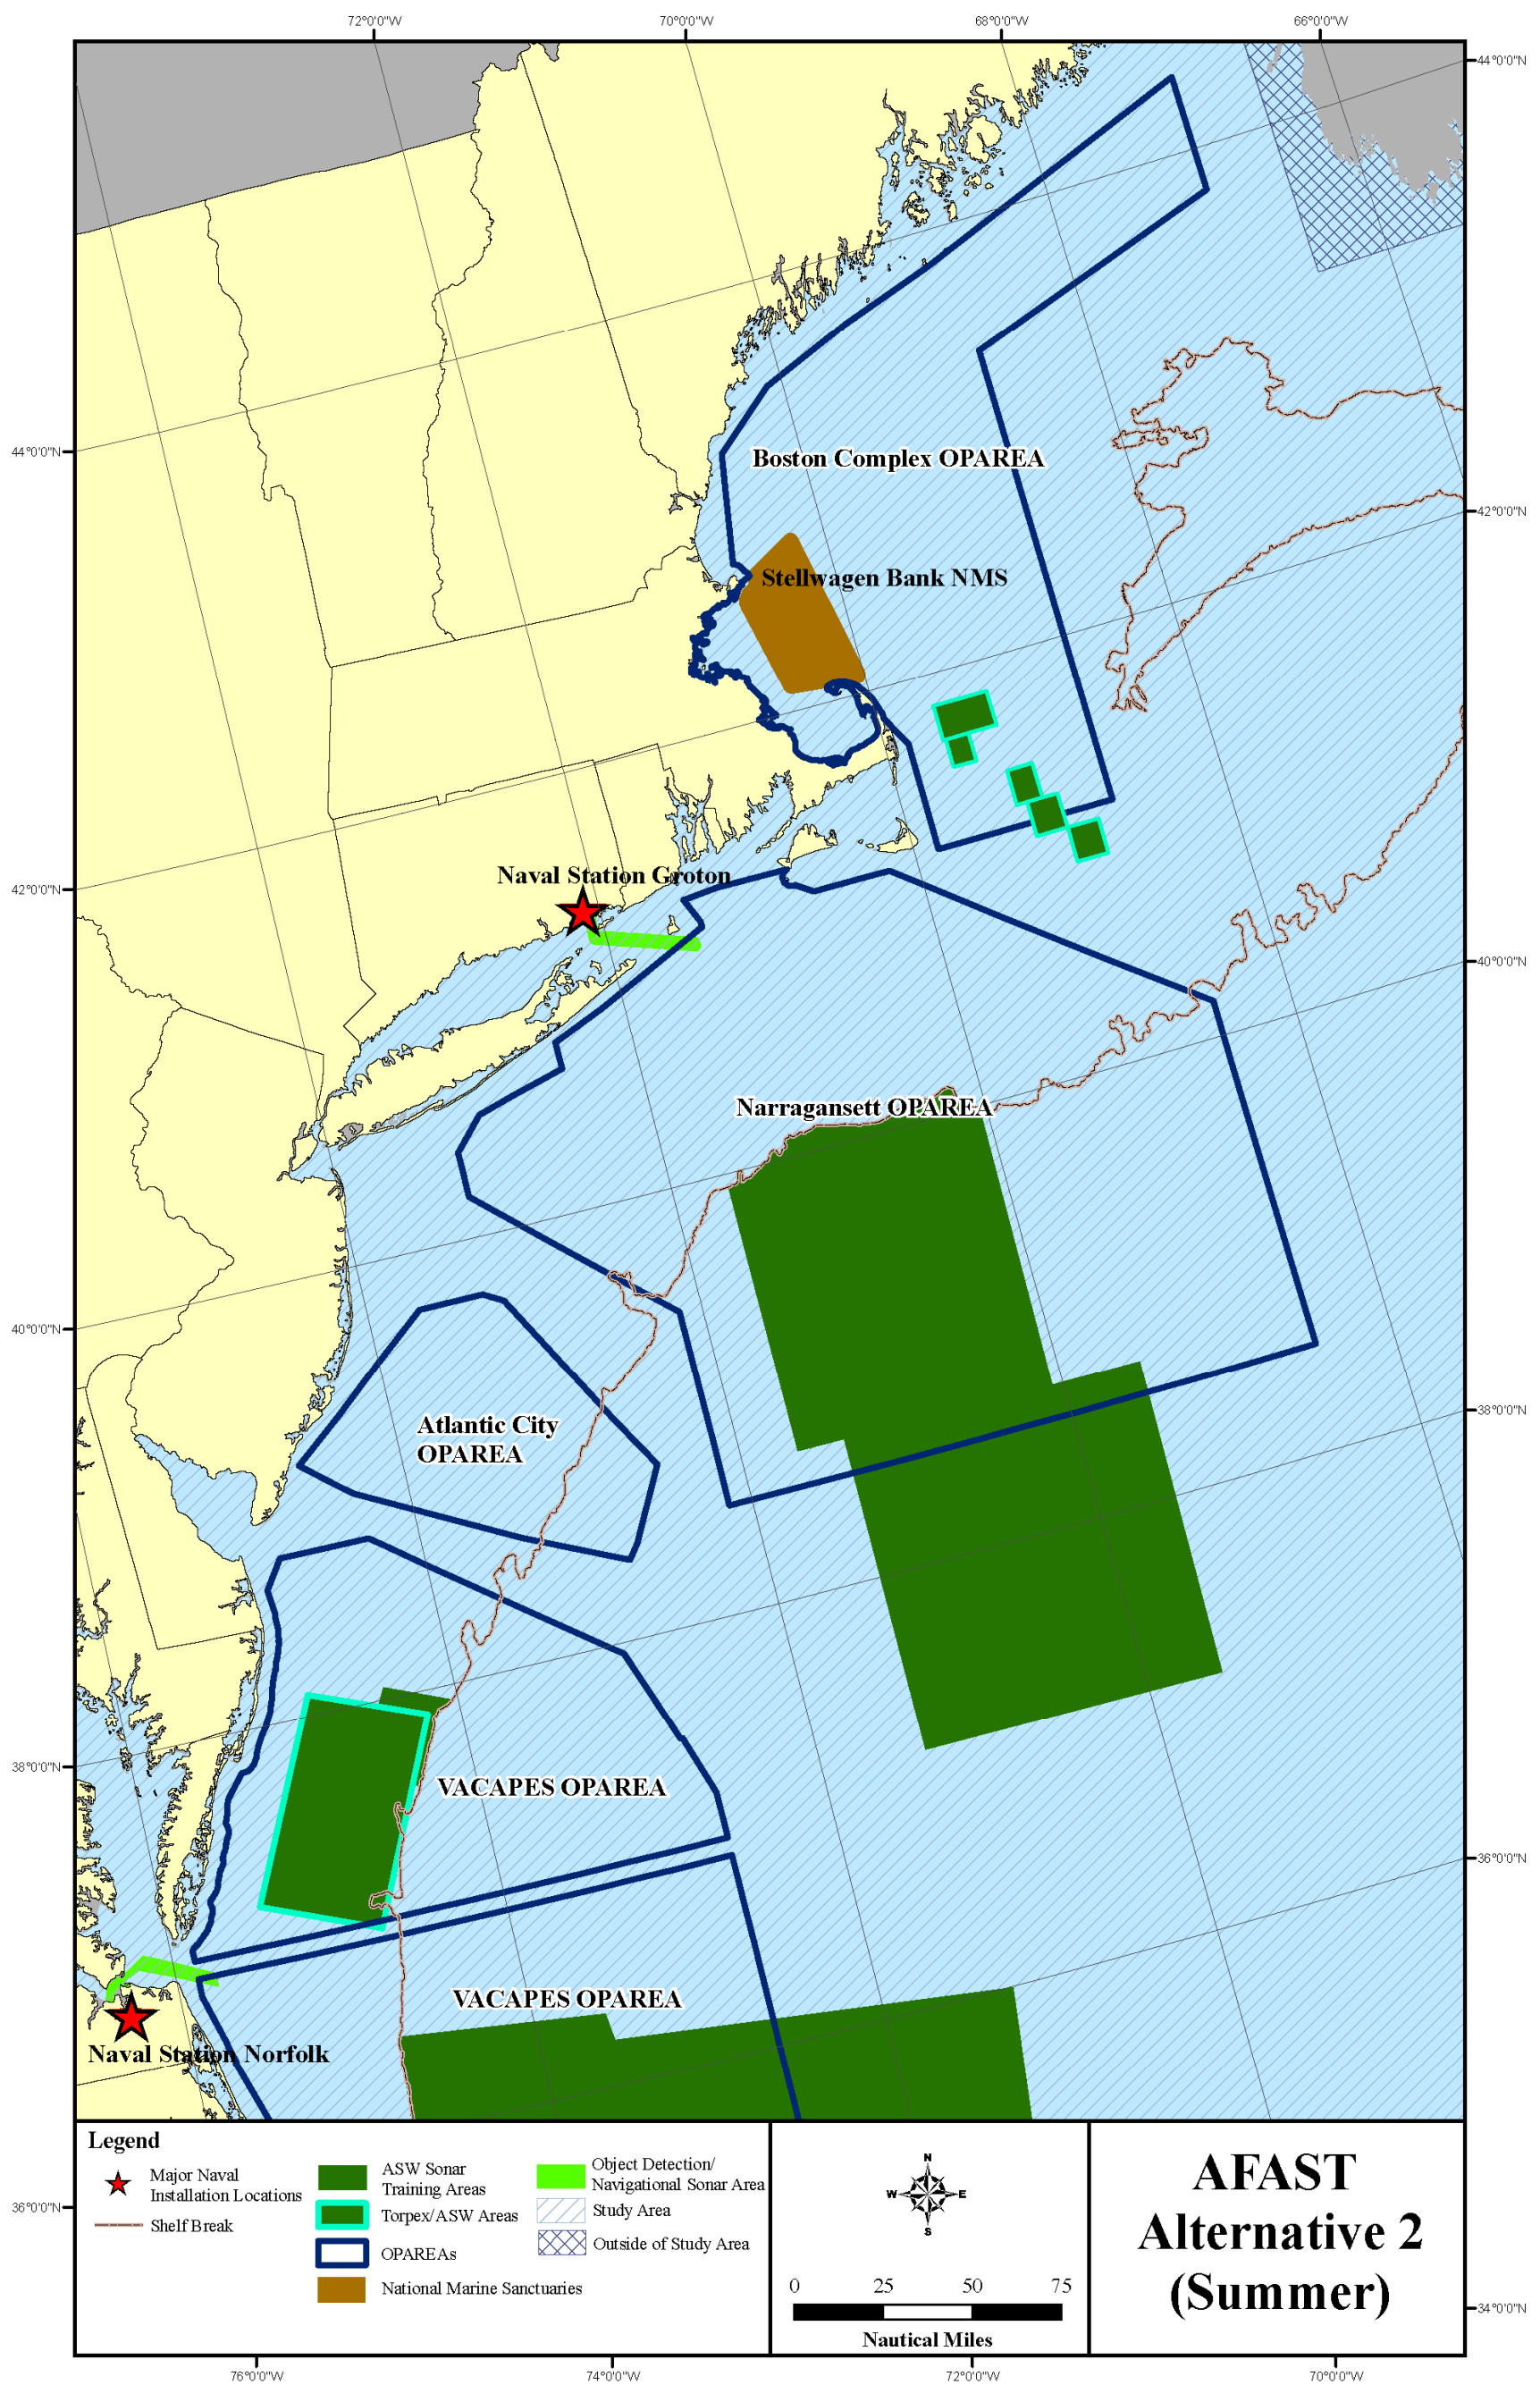 72°0'0"W
70°0'0"W
68°0'0"W
66°0'0"W
44°0'0"N
44°0'0"N
Boston Complex OPAREA
42°0'0"N
Stellwagen Bank NMS
Naval Station Groton
42°0'0"N
40°0'0"N
Narragansett OPAREA
40°0'0"N
Atlantic City
OPAREA
38°0'0"N
38°0'0"N
VACAPES OPAREA
36°0'0"N
VACAPES OPAREA
Naval Station Norfolk
Legend
Major Naval
Installation Locations
Shelf Break
ASW Sonar
Training Areas
Torpex/ASW Areas
OPAREAs
National Marine Sanctuaries
Object Detection/
Navigational Sonar Area
Study Area
Outside of Study Area
N
W
E
S
0 25 50 75
Nautical Miles
AFAST
Alternative 2
(Summer)
36°0'0"N
34°0'0"N
76°0'0"W
74°0'0"W
72°0'0"W
70°0'0"W